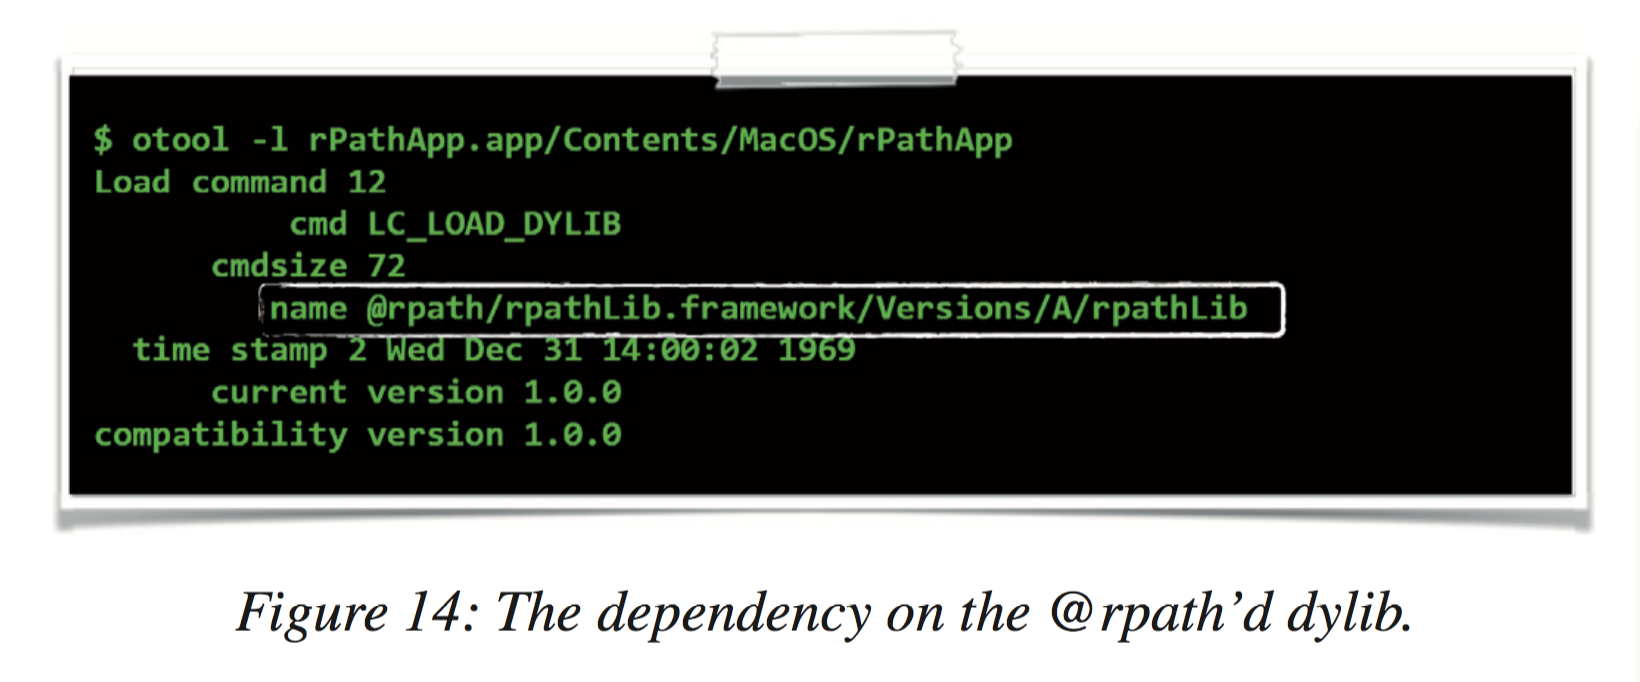 $ otool -l rPathApp.app/Contents/MacOS/rPathApp
Load command 12
cmd LC_LOAD_DYLIB
cmdsize 72
name @rpath/rpathLib.framework/Versions/A/rpathLib
time stamp 2 Wed Dec 31 14:00:02 1969
current version 1.0.0
compatibility version 1.0.0
Figure 14: The dependency on the @rpath’d dylib.